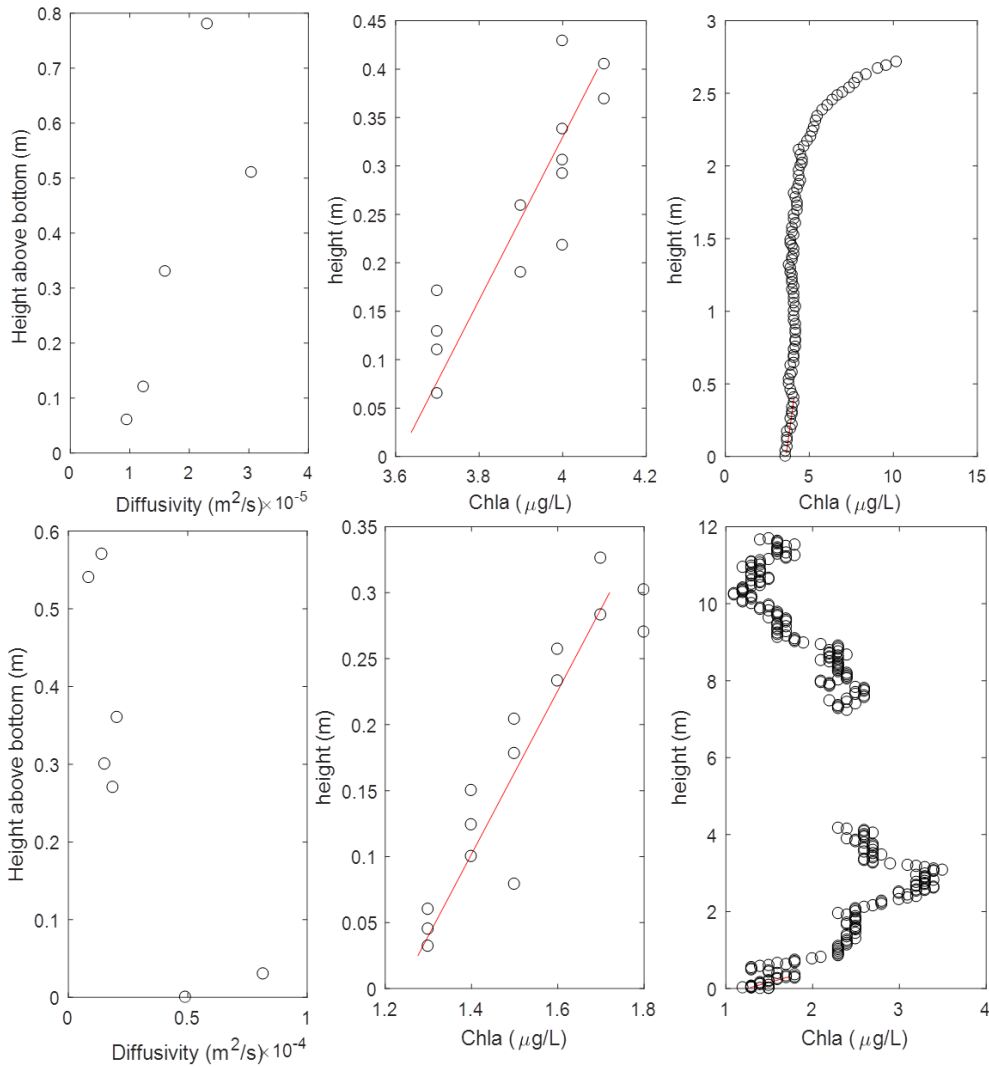 0.8
0.7
0.6
0.5
0.4
0.3
0.2
0.1
0
0 1 2 3 4
Height above bottom (m)
Diffusivity (m²/s) ×10⁻⁵
0.45
0.4
0.35
0.3
0.25
0.2
0.15
0.1
0.05
0
3.6 3.8 4 4.2
height (m)
Chla ( μg/L)
3
2.5
2
1.5
1
0.5
0
0 5 10 15
height (m)
Chla ( μg/L)
0.6
0.5
0.4
0.3
0.2
0.1
0
0 0.5 1
Height above bottom (m)
Diffusivity (m²/s) ×10⁻⁴
0.35
0.3
0.25
0.2
0.15
0.1
0.05
0
1.2 1.4 1.6 1.8
height (m)
Chla ( μg/L)
12
10
8
6
4
2
0
1 2 3 4
height (m)
Chla ( μg/L)